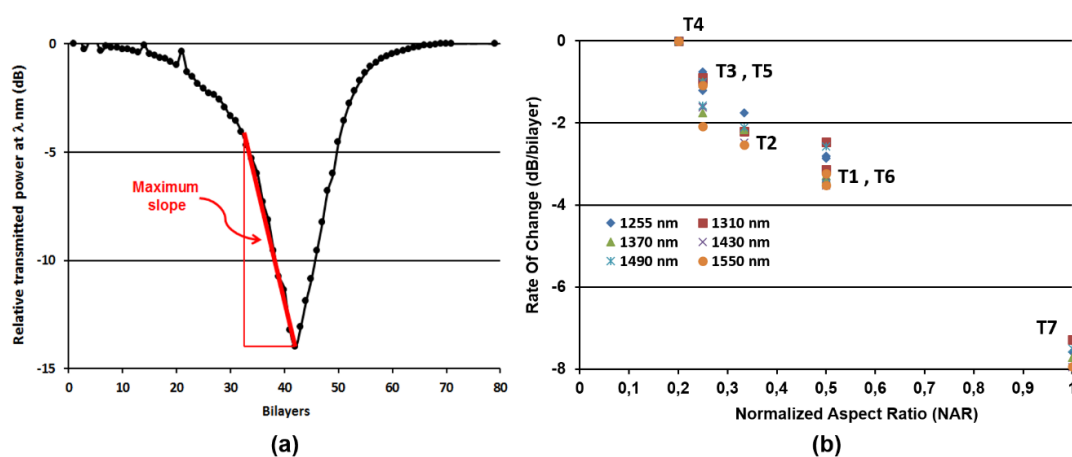 Relative transmitted power at λ nm (dB)
0
-5
-10
-15
Maximum
slope
0 10 20 30 40 50 60 70 80
Bilayers
(a)
Rate Of Change (dB/bilayer)
0
-2
-4
-6
-8
T4
T3 , T5
T2
T1 , T6
1255 nm 1310 nm
1370 nm 1430 nm
1490 nm 1550 nm
T7
0 0,1 0,2 0,3 0,4 0,5 0,6 0,7 0,8 0,9 1
Normalized Aspect Ratio (NAR)
(b)